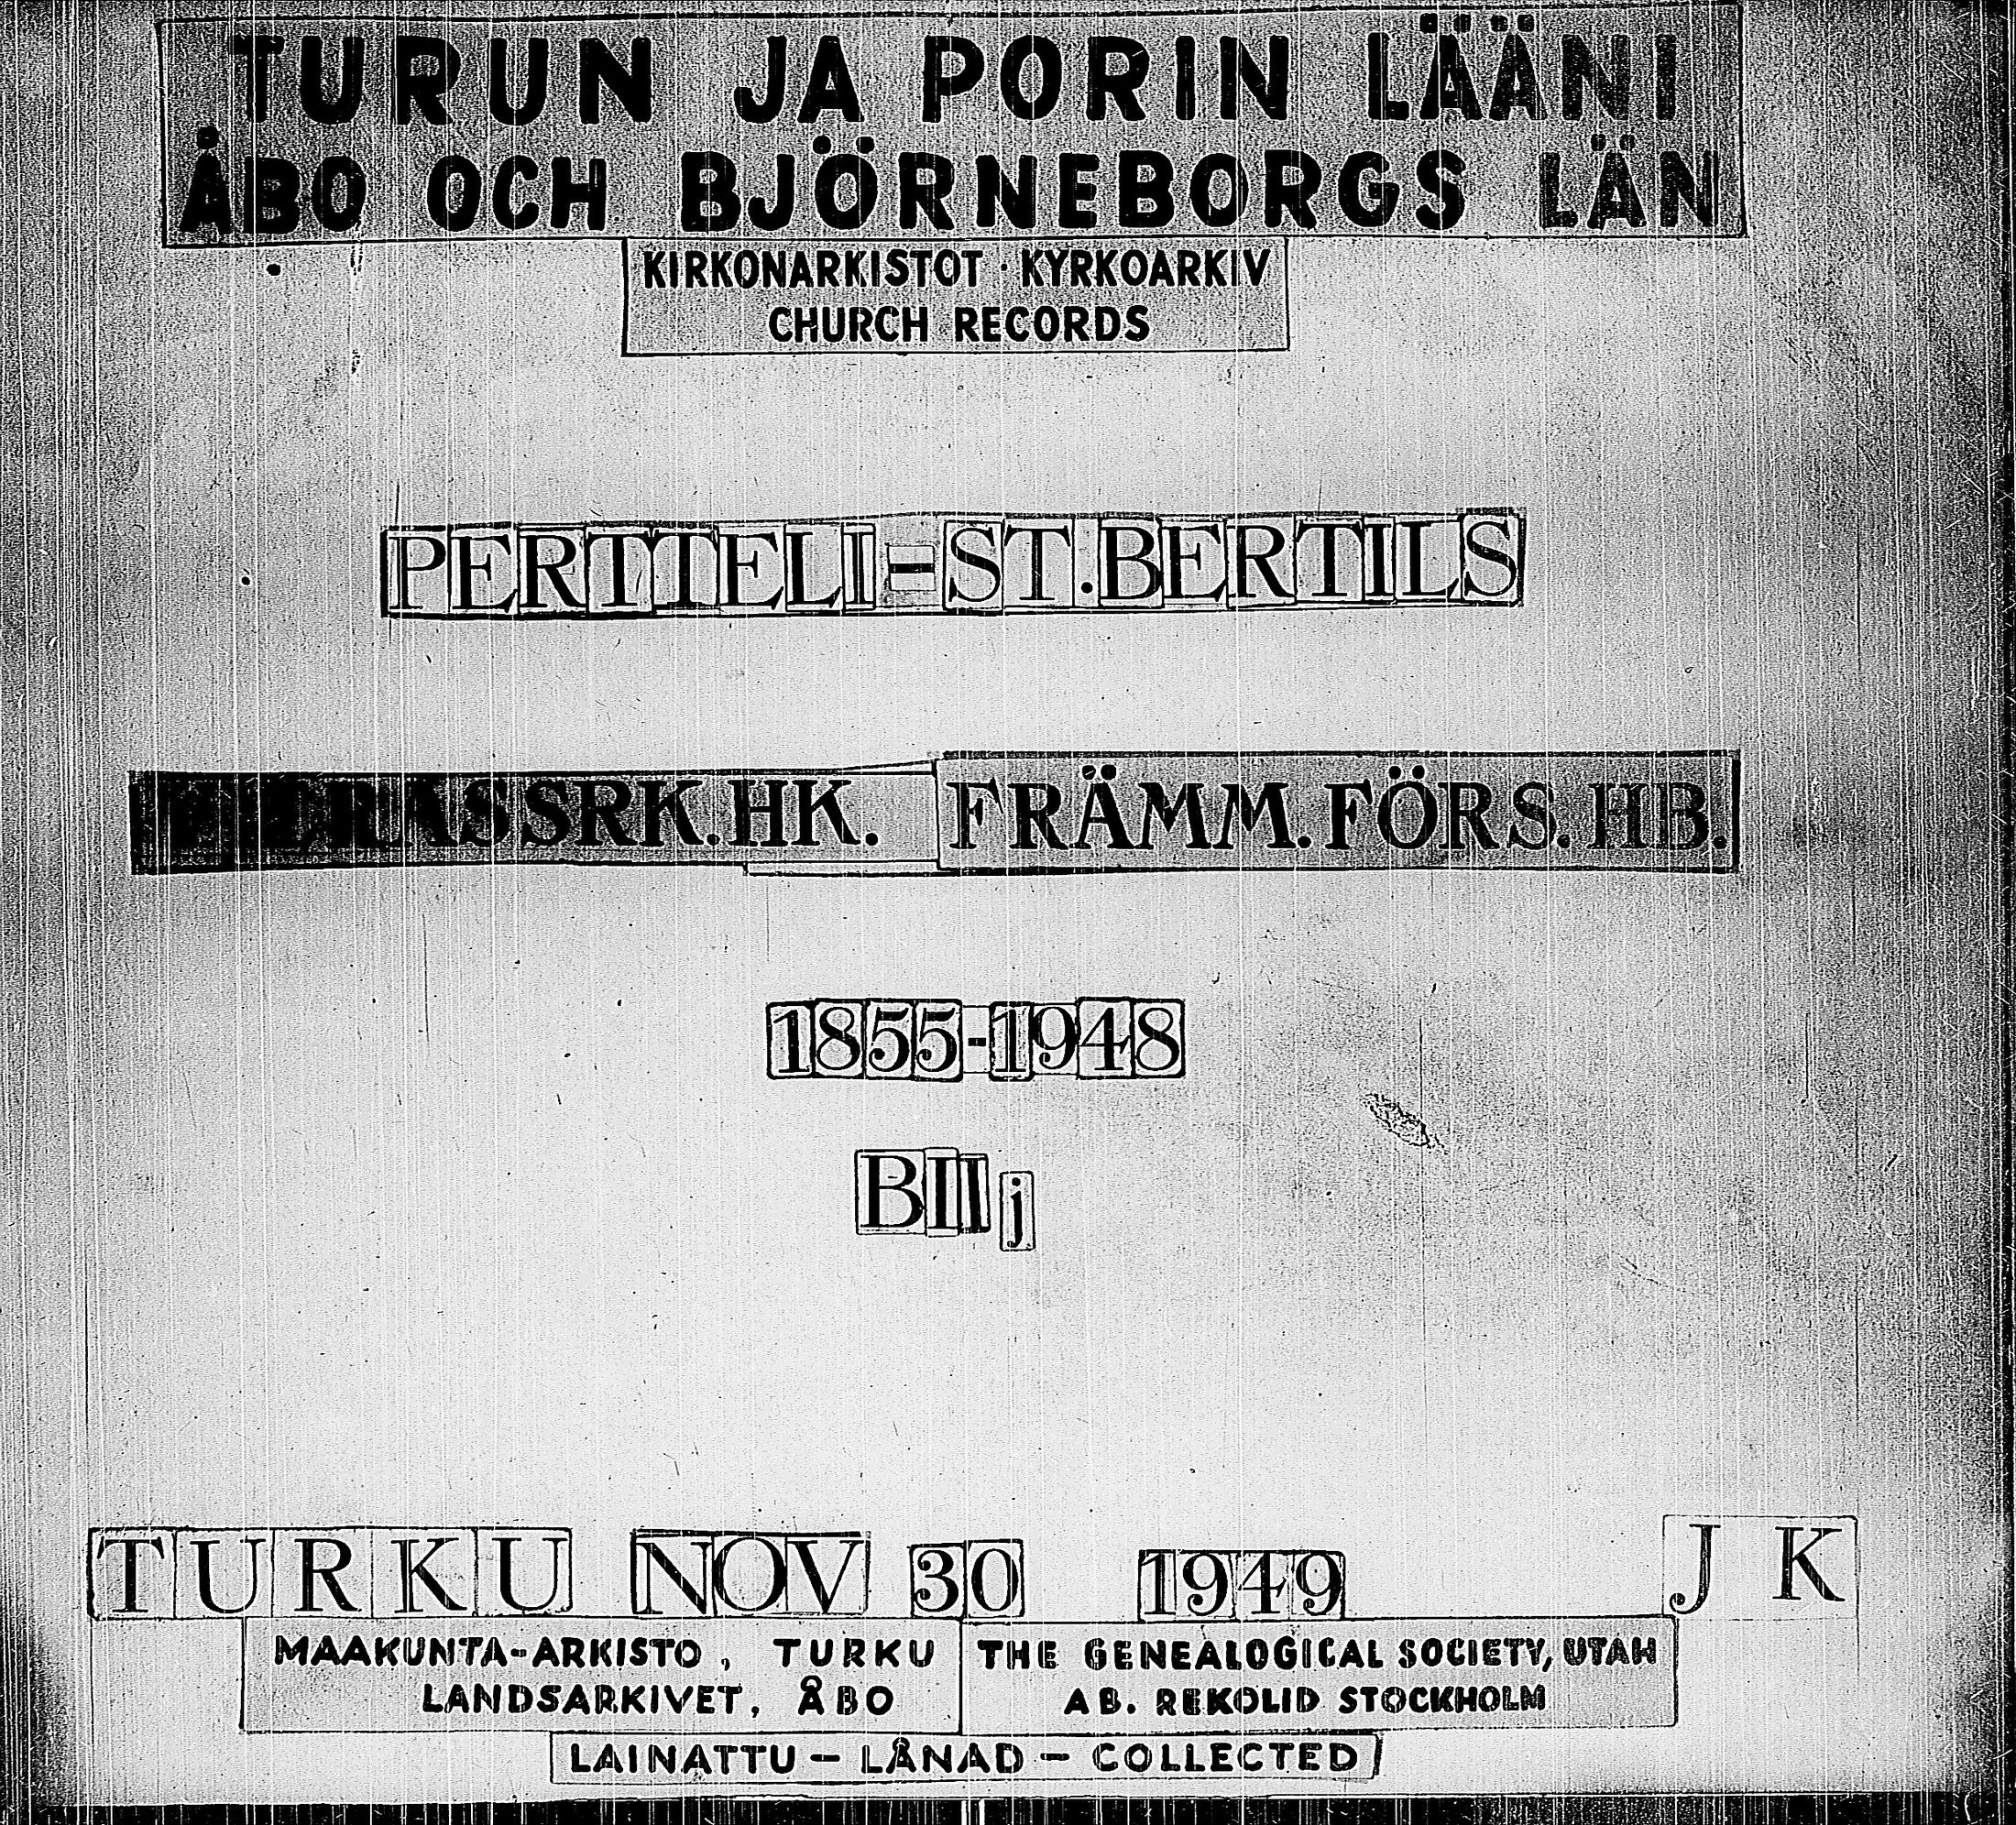 TURUN JA PORIN LÄÄNI
ÅBO OCH BJÖRNEBORGS LÄN
KIRKONARKISTOT · KYRKOARKIV
CHURCH RECORDS
PERTTELI=ST.BERTILS
HK. FRÄMM.FÖRS.HB.
1855-1948
BII j
TURKU NOV 30 1949 J K
MAAKUNTA-ARKISTO, TURKU
LANDSARKIVET, ÅBO
THE GENEALOGICAL SOCIETY, UTAH
AB. REKOLID STOCKHOLM
LAINATTU - LÅNAD - COLLECTED